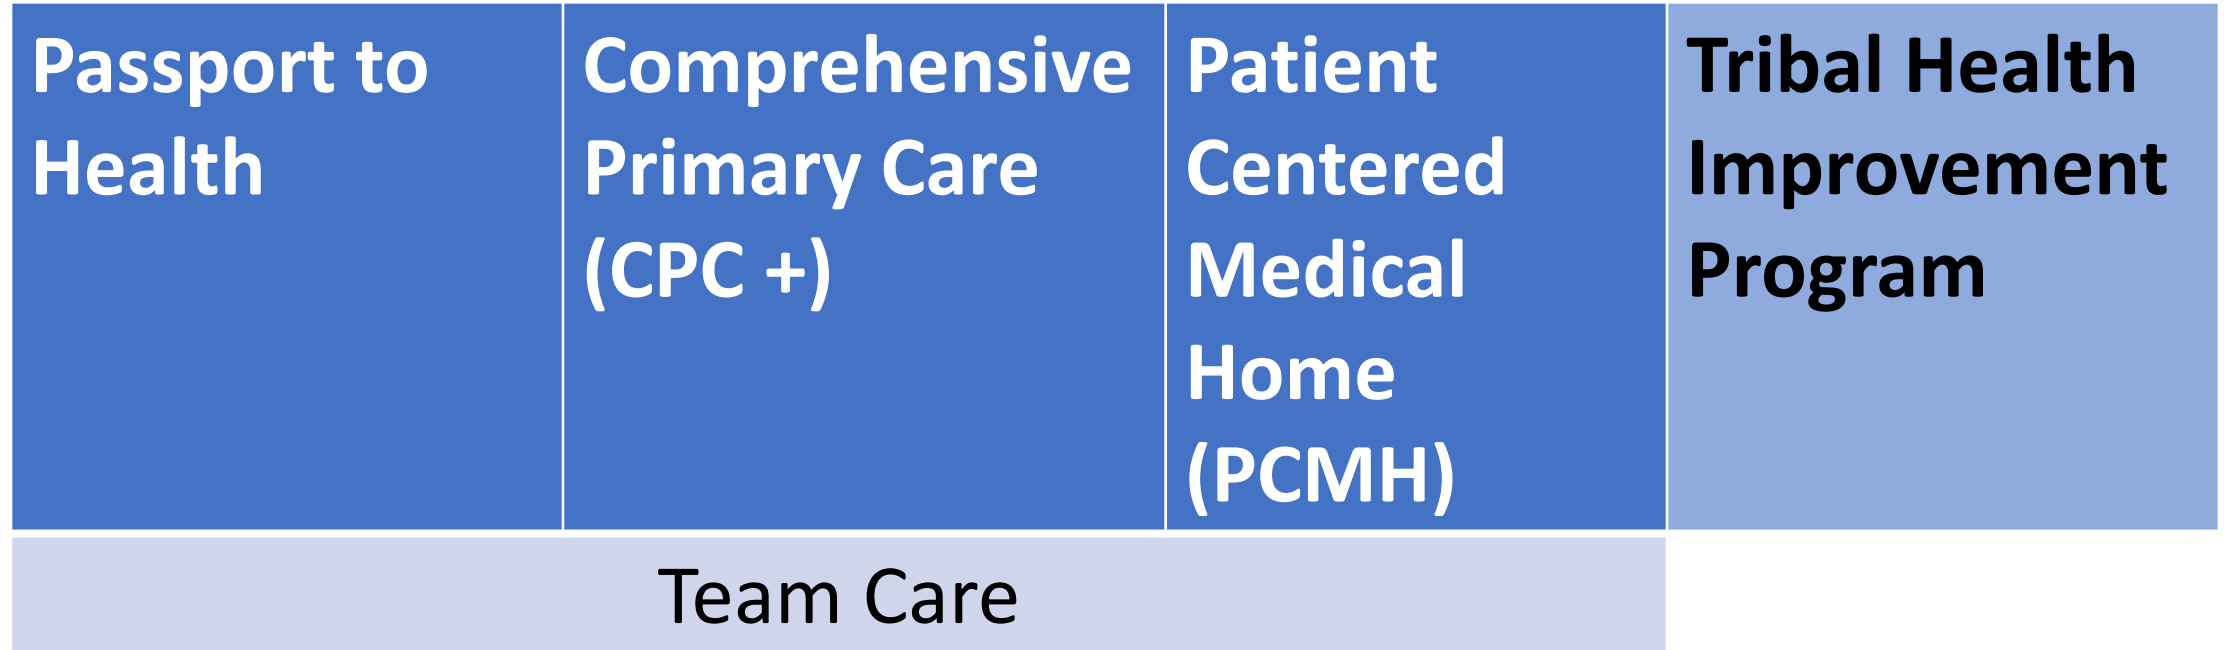 Passport to
Health
Comprehensive
Primary Care
(CPC +)
Patient
Centered
Medical
Home
(PCMH)
Tribal Health
Improvement
Program
Team Care